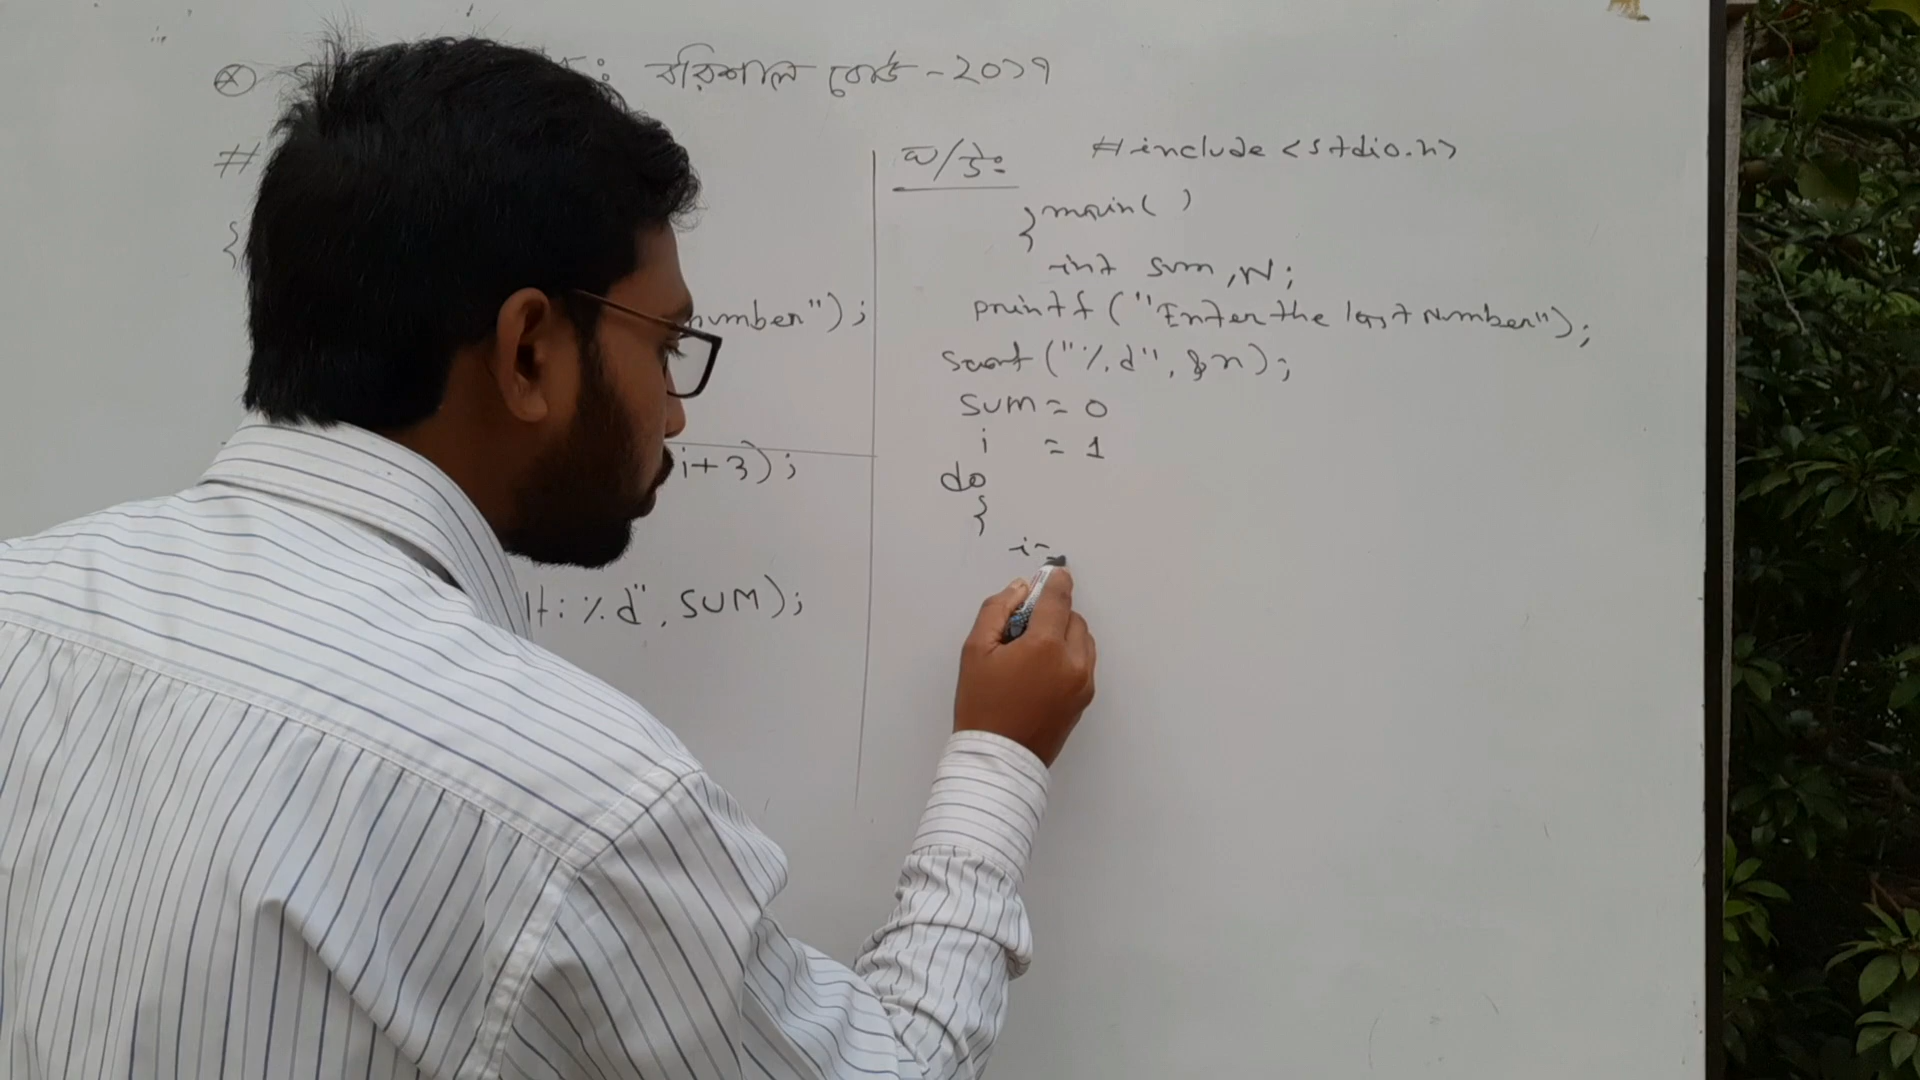 : বরিশাল বোর্ড - ২০১৭
#
{
number");
i+3);
lt: %d", SUM);
#include <stdio.h>
} main( )
int sum, N;
printf ("Enter the last Number");
scanf ("%d", &n);
SUM = 0
i = 1
do
{
i=